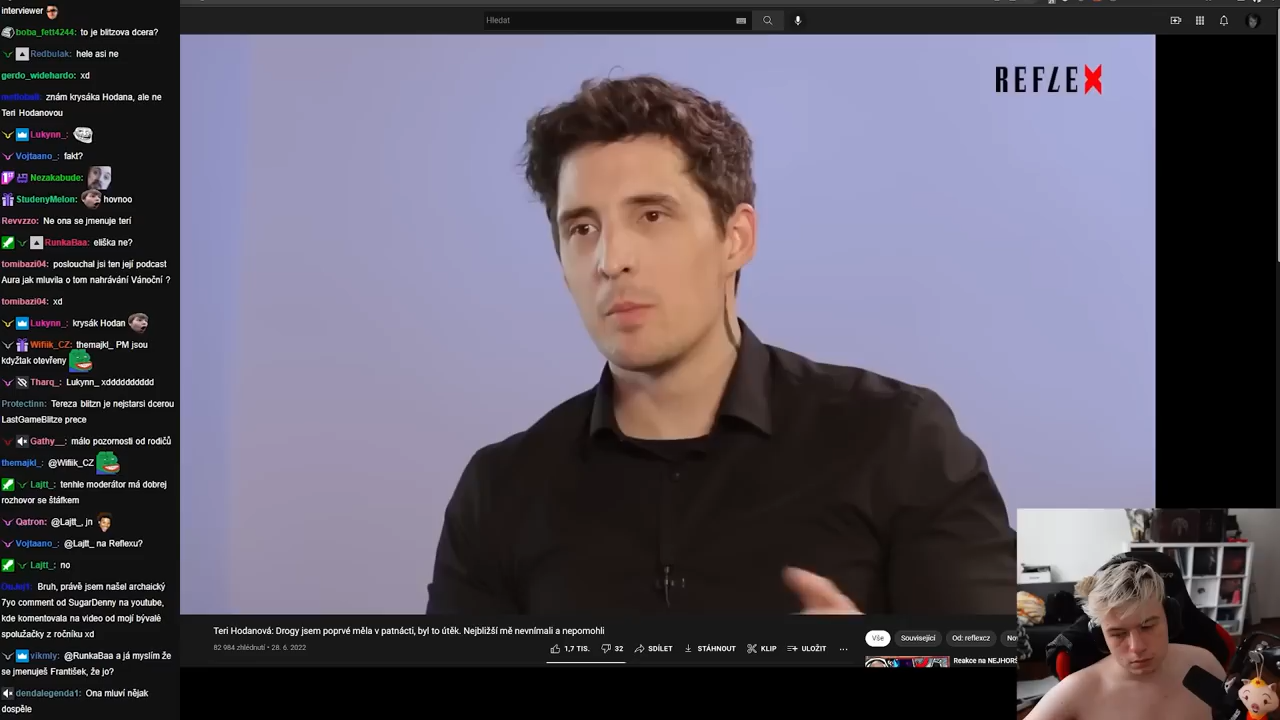 interviewer
boba_fett4244: to je blitzova dcera?
Redbulak: hele asi ne
gerdo_widehardo: xd
znám krysáka Hodana, ale ne
Teri Hodanovou
Lukynn_:
Vojtaano_: fakt?
Nezakabude:
StudenyMelon: hovnoo
Revvzzo: Ne ona se jmenuje terí
RunkaBaa: eliška ne?
tomibazi04: poslouchal jsi ten její podcast
Aura jak mluvila o tom nahrávání Vánoční ?
tomibazi04: xd
Lukynn_: krysák Hodan
Wifiik_CZ: themajkl_ PM jsou
kdyžtak otevřeny
Tharq_: Lukynn_ xdddddddddd
Protectinn: Tereza blitzn je nejstarsi dcerou
LastGameBlitze prece
Gathy__: málo pozornosti od rodičů
themajkl_: @Wifiik_CZ
Lajtt_: tenhle moderátor má dobrej
rozhovor se štáfkem
Qatron: @Lajtt_, jn
Vojtaano_: @Lajtt_ na Reflexu?
Lajtt_: no
Bruh, právě jsem našel archaický
7yo comment od SugarDenny na youtube,
kde komentovala na video od mojí bývalé
spolužačky z ročníku xd
vikmly: @RunkaBaa a já myslím že
se jmenuješ František, že jo?
dendalegenda1: Ona mluví nějak
dospěle
Hledat
REFLEX
Teri Hodanová: Drogy jsem poprvé měla v patnácti, byl to útěk. Nejbližší mě nevnímali a nepomohli
82 984 zhlédnutí • 28. 6. 2022
1,7 TIS. 32 SDÍLET STÁHNOUT KLIP ULOŽIT ...
Vše Související Od: reflexcz
Reakce na NEJHORŠ